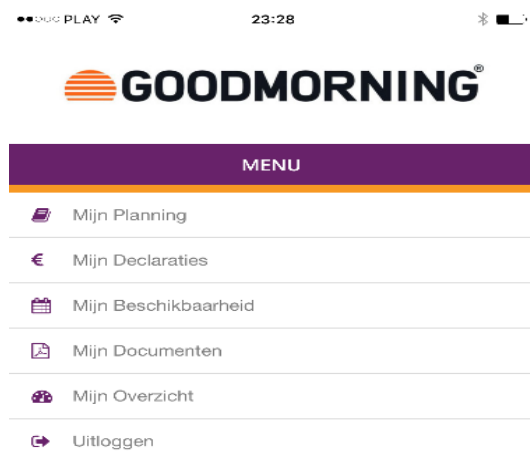 PLAY 23:28
GOODMORNING®
MENU
Mijn Planning
€ Mijn Declaraties
Mijn Beschikbaarheid
Mijn Documenten
Mijn Overzicht
Uitloggen